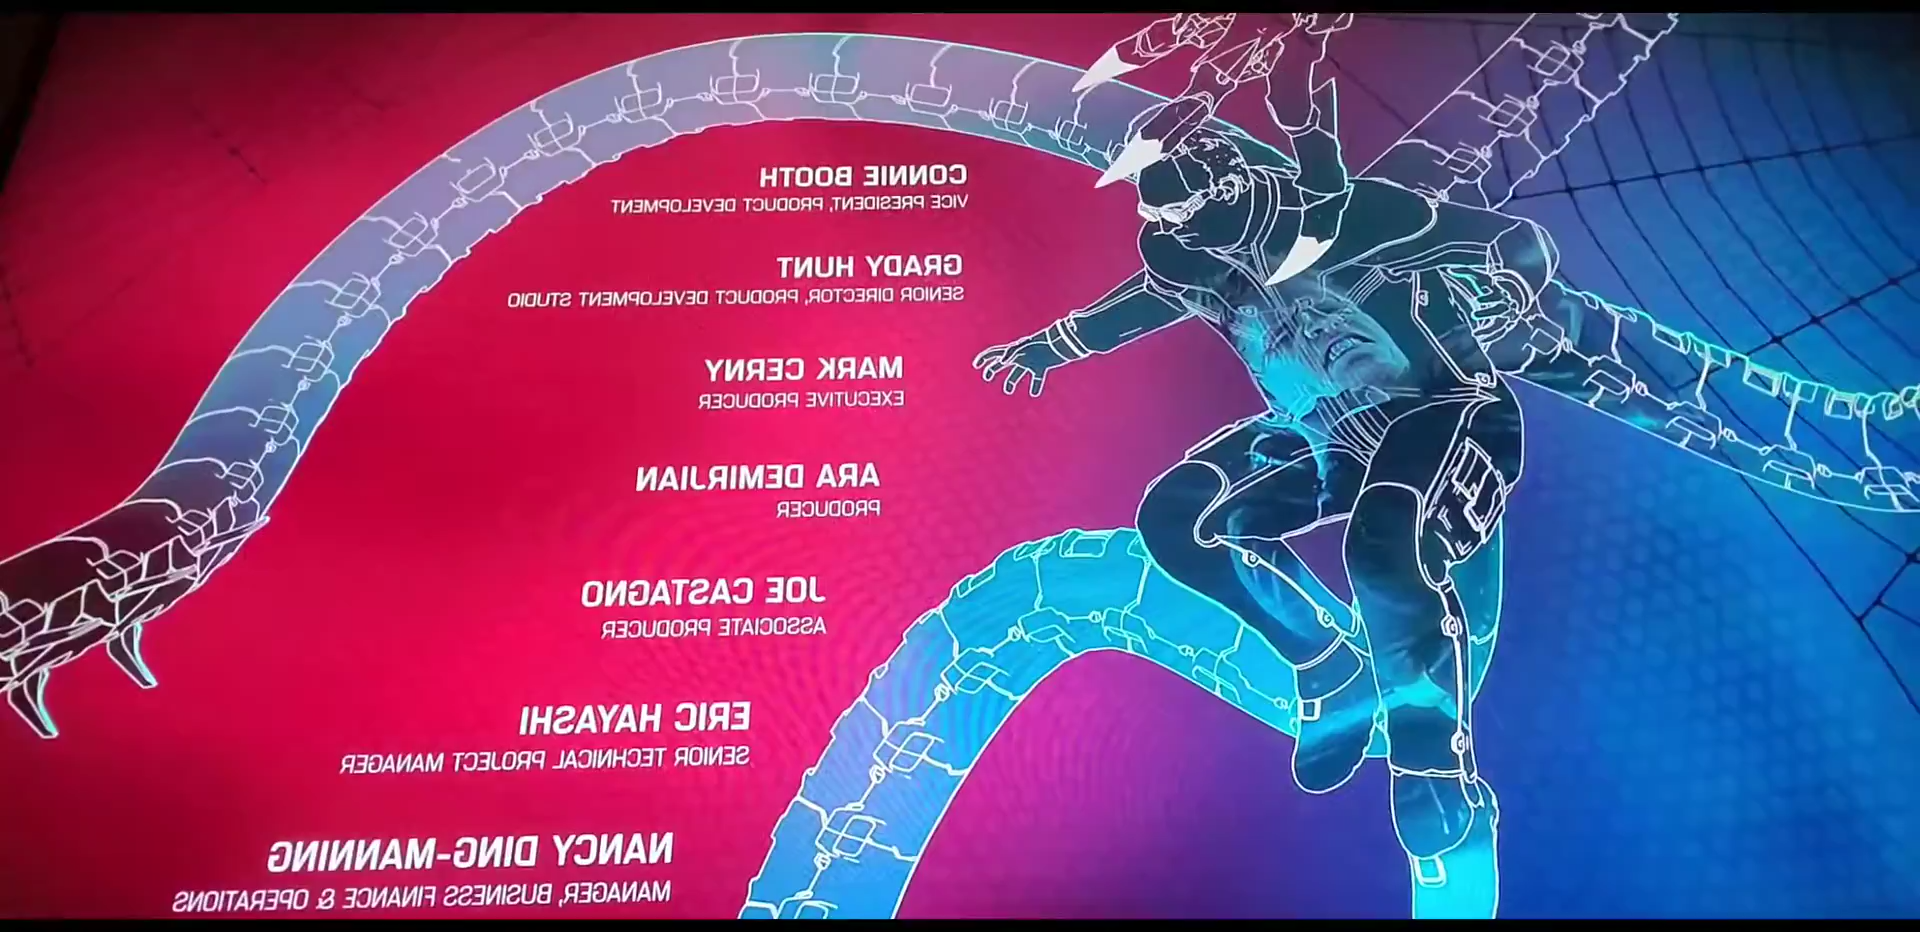 CONNIE BOOTH
VICE PRESIDENT, PRODUCT DEVELOPMENT
GRADY HUNT
SENIOR DIRECTOR, PRODUCT DEVELOPMENT STUDIO
MARK CERNY
EXECUTIVE PRODUCER
ARA DEMIRJIAN
PRODUCER
JOE CASTAGNO
ASSOCIATE PRODUCER
ERIC HAYASHI
SENIOR TECHNICAL PROJECT MANAGER
NANCY DING-MANNING
MANAGER, BUSINESS FINANCE & OPERATIONS